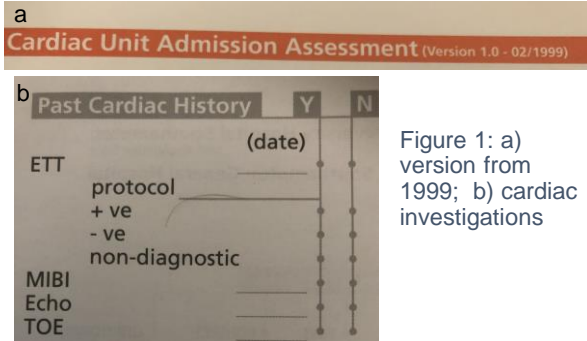 a
Cardiac Unit Admission Assessment (Version 1.0 - 02/1999)
b
Past Cardiac History Y N
(date)
ETT
protocol
+ ve
- ve
non-diagnostic
MIBI
Echo
TOE
Figure 1: a)
version from
1999; b) cardiac
investigations